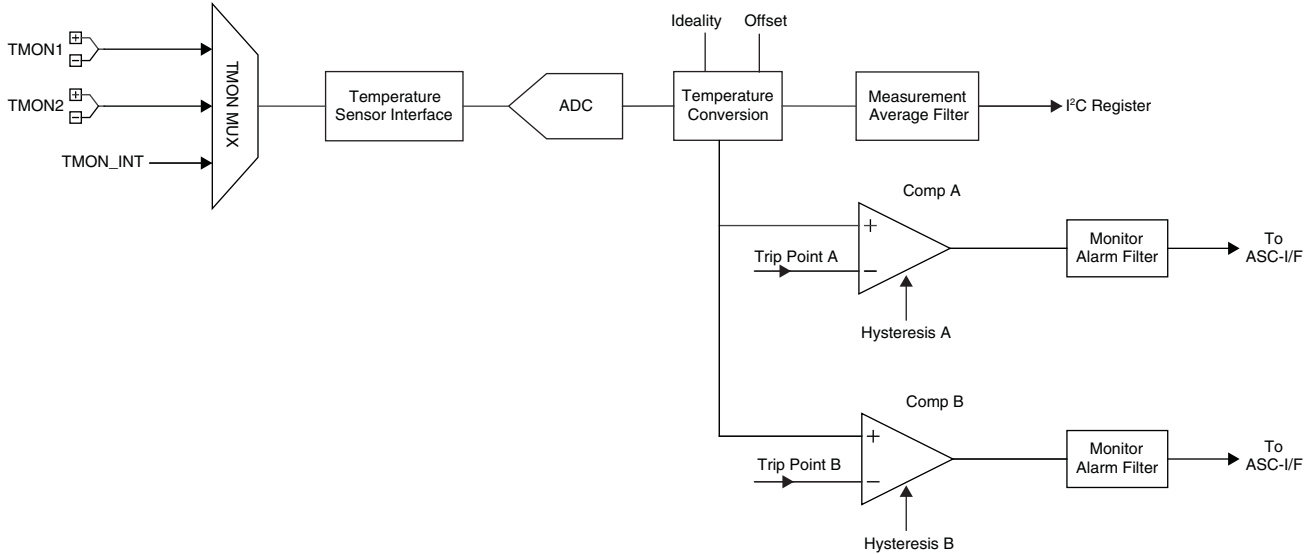 Ideality
Offset
TMON1
+
−
TMON2
+
−
TMON_INT
TMON MUX
Temperature
Sensor Interface
ADC
Temperature
Conversion
Measurement
Average Filter
I²C Register
Comp A
+
Trip Point A
−
Hysteresis A
Monitor
Alarm Filter
To
ASC-I/F
Comp B
+
Trip Point B
−
Hysteresis B
Monitor
Alarm Filter
To
ASC-I/F